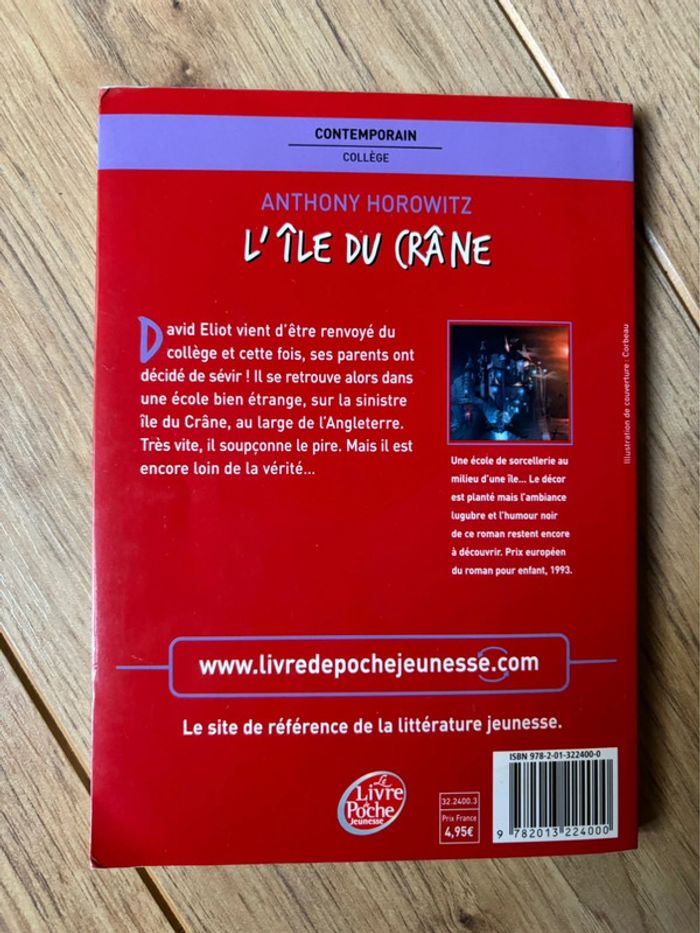 CONTEMPORAIN
COLLÈGE
ANTHONY HOROWITZ
L'ÎLE DU CRÂNE
David Eliot vient d'être renvoyé du
collège et cette fois, ses parents ont
décidé de sévir ! Il se retrouve alors dans
une école bien étrange, sur la sinistre
île du Crâne, au large de l'Angleterre.
Très vite, il soupçonne le pire. Mais il est
encore loin de la vérité...
Illustration de couverture : Corbeau
Une école de sorcellerie au
milieu d'une île... Le décor
est planté mais l'ambiance
lugubre et l'humour noir
de ce roman restent encore
à découvrir. Prix européen
du roman pour enfant, 1993.
www.livredepochejeunesse.com
Le site de référence de la littérature jeunesse.
Le
Livre
de
Poche
Jeunesse
32.2400.3
Prix France
4,95€
ISBN 978-2-01-322400-0
9 782013 224000